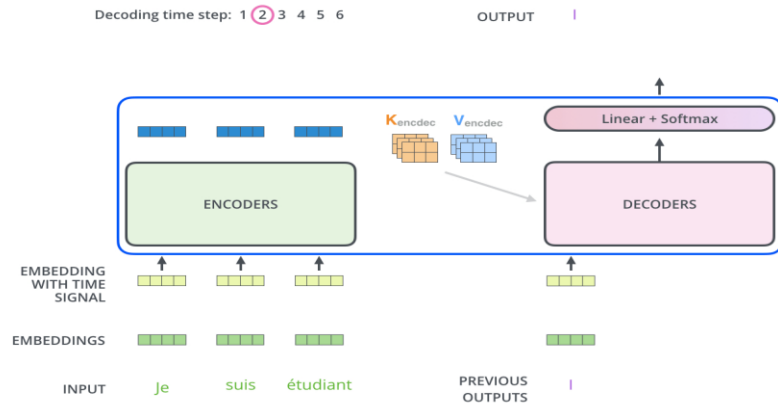 Decoding time step: 1 2 3 4 5 6
OUTPUT
I
Kencdec
Vencdec
Linear + Softmax
ENCODERS
DECODERS
EMBEDDING
WITH TIME
SIGNAL
EMBEDDINGS
INPUT
Je
suis
étudiant
PREVIOUS
OUTPUTS
I